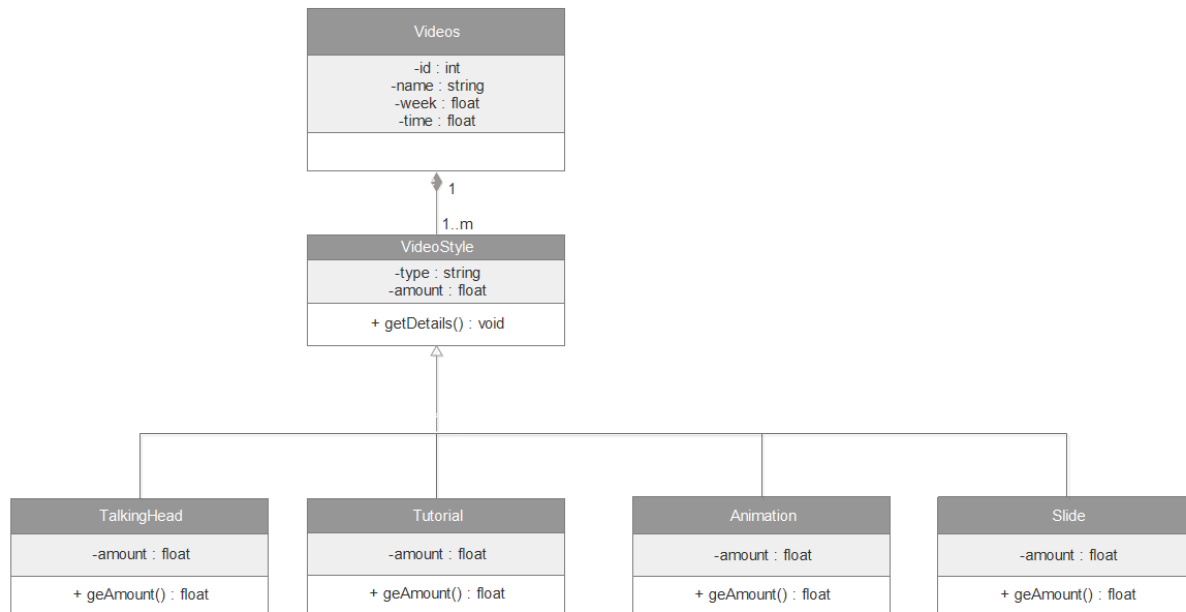 Videos
-id : int
-name : string
-week : float
-time : float
1
1..m
VideoStyle
-type : string
-amount : float
+ getDetails() : void
TalkingHead
-amount : float
+ geAmount() : float
Tutorial
-amount : float
+ geAmount() : float
Animation
-amount : float
+ geAmount() : float
Slide
-amount : float
+ geAmount() : float